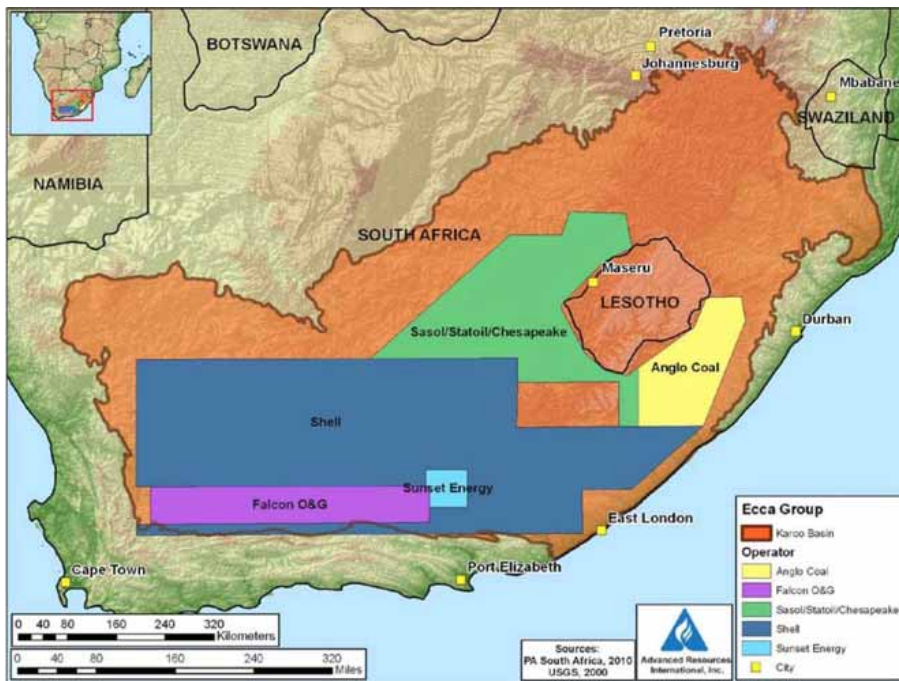 BOTSWANA
Pretoria
Johannesburg
Mbabane
SWAZILAND
NAMIBIA
SOUTH AFRICA
Maseru
LESOTHO
Durban
Sasol/Statoil/Chesapeake
Anglo Coal
Shell
Sunset Energy
Falcon O&G
East London
Cape Town
Port Elizabeth
Ecca Group
Karoo Basin
Operator
Anglo Coal
Falcon O&G
Sasol/Statoil/Chesapeake
Shell
Sunset Energy
City
0 40 80 160 240 320
Kilometers
0 40 80 160 240 320
Miles
Sources:
PA South Africa, 2010
USGS, 2000
Advanced Resources
International, Inc.